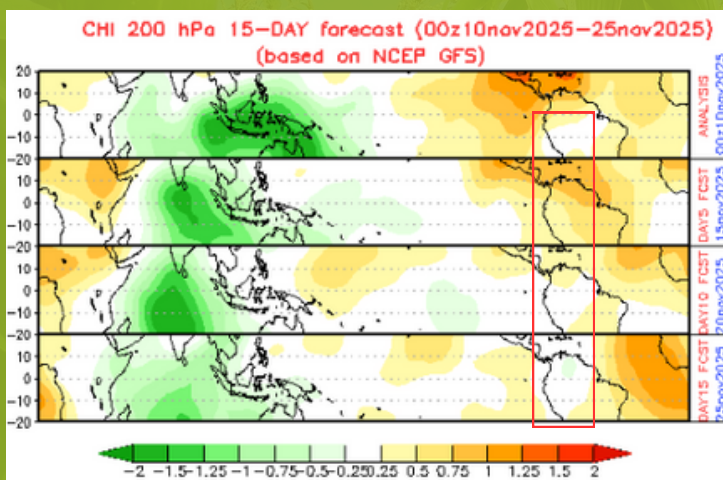 CHI 200 hPa 15-DAY forecast (00z10nov2025-25nov2025)
(based on NCEP GFS)
20
10
0
-10
-20
10
0
-10
-20
10
0
-10
-20
10
0
-10
-20
ANALYSIS
00z10nov2025
DAY5 FCST
15nov2025
DAY10 FCST
20nov2025
DAY15 FCST
25nov2025
-2 -1.5 -1.25 -1 -0.75 -0.5 -0.25 0.25 0.5 0.75 1 1.25 1.5 2